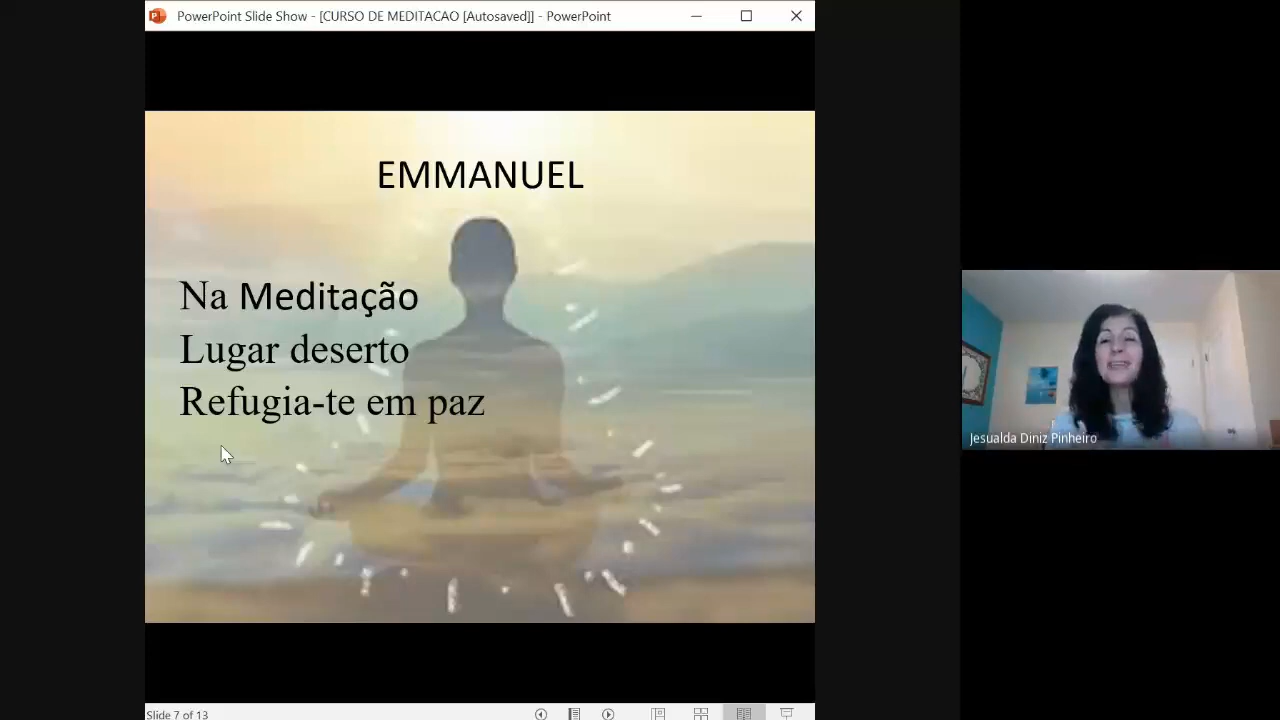 PowerPoint Slide Show - [CURSO DE MEDITACAO [Autosaved]] - PowerPoint
EMMANUEL
Na Meditação
Lugar deserto
Refugia-te em paz
Jesualda Diniz Pinheiro
Slide 7 of 13